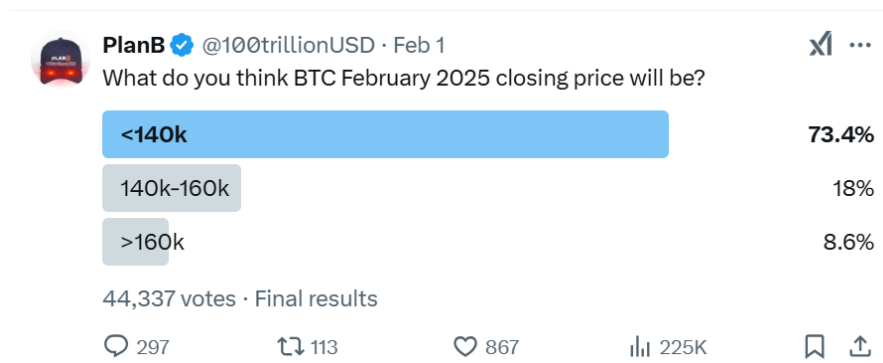 PlanB @100trillionUSD · Feb 1
What do you think BTC February 2025 closing price will be?
<140k 73.4%
140k-160k 18%
>160k 8.6%
44,337 votes · Final results
297 113 867 225K